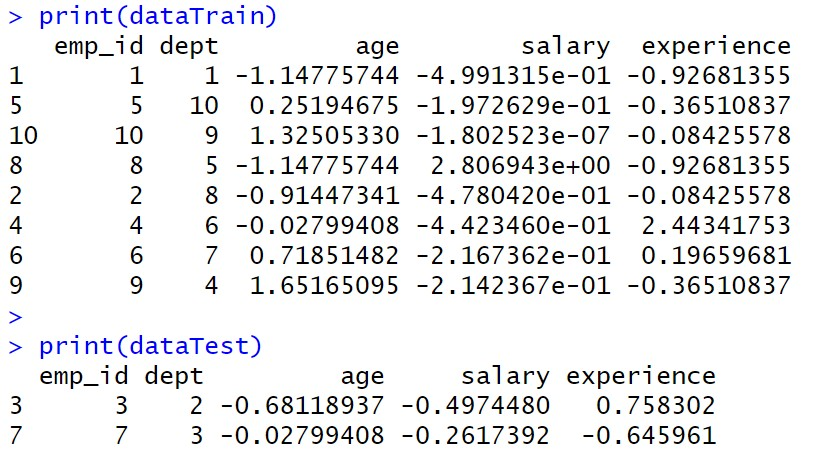 > print(dataTrain)
emp_id dept age salary experience
1 1 1 -1.14775744 -4.991315e-01 -0.92681355
5 5 10 0.25194675 -1.972629e-01 -0.36510837
10 10 9 1.32505330 -1.802523e-07 -0.08425578
8 8 5 -1.14775744 2.806943e+00 -0.92681355
2 2 8 -0.91447341 -4.780420e-01 -0.08425578
4 4 6 -0.02799408 -4.423460e-01 2.44341753
6 6 7 0.71851482 -2.167362e-01 0.19659681
9 9 4 1.65165095 -2.142367e-01 -0.36510837
>
> print(dataTest)
emp_id dept age salary experience
3 3 2 -0.68118937 -0.4974480 0.758302
7 7 3 -0.02799408 -0.2617392 -0.645961